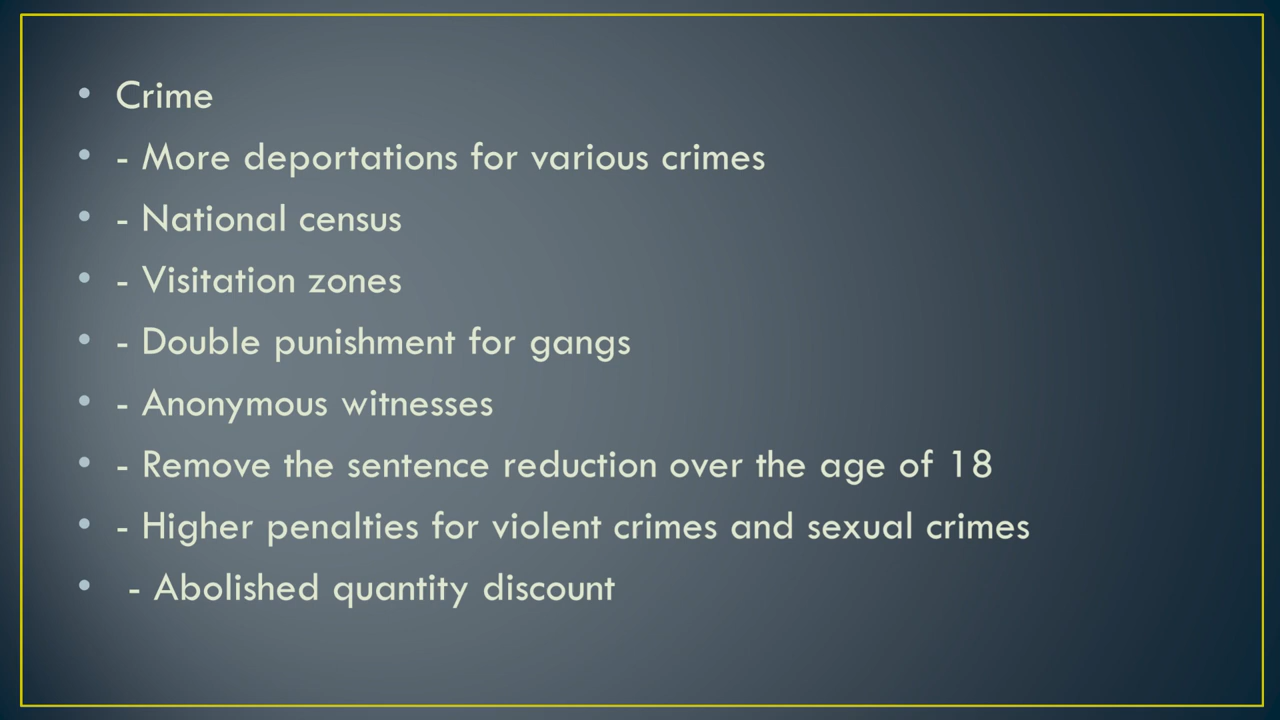 • Crime
• - More deportations for various crimes
• - National census
• - Visitation zones
• - Double punishment for gangs
• - Anonymous witnesses
• - Remove the sentence reduction over the age of 18
• - Higher penalties for violent crimes and sexual crimes
• - Abolished quantity discount